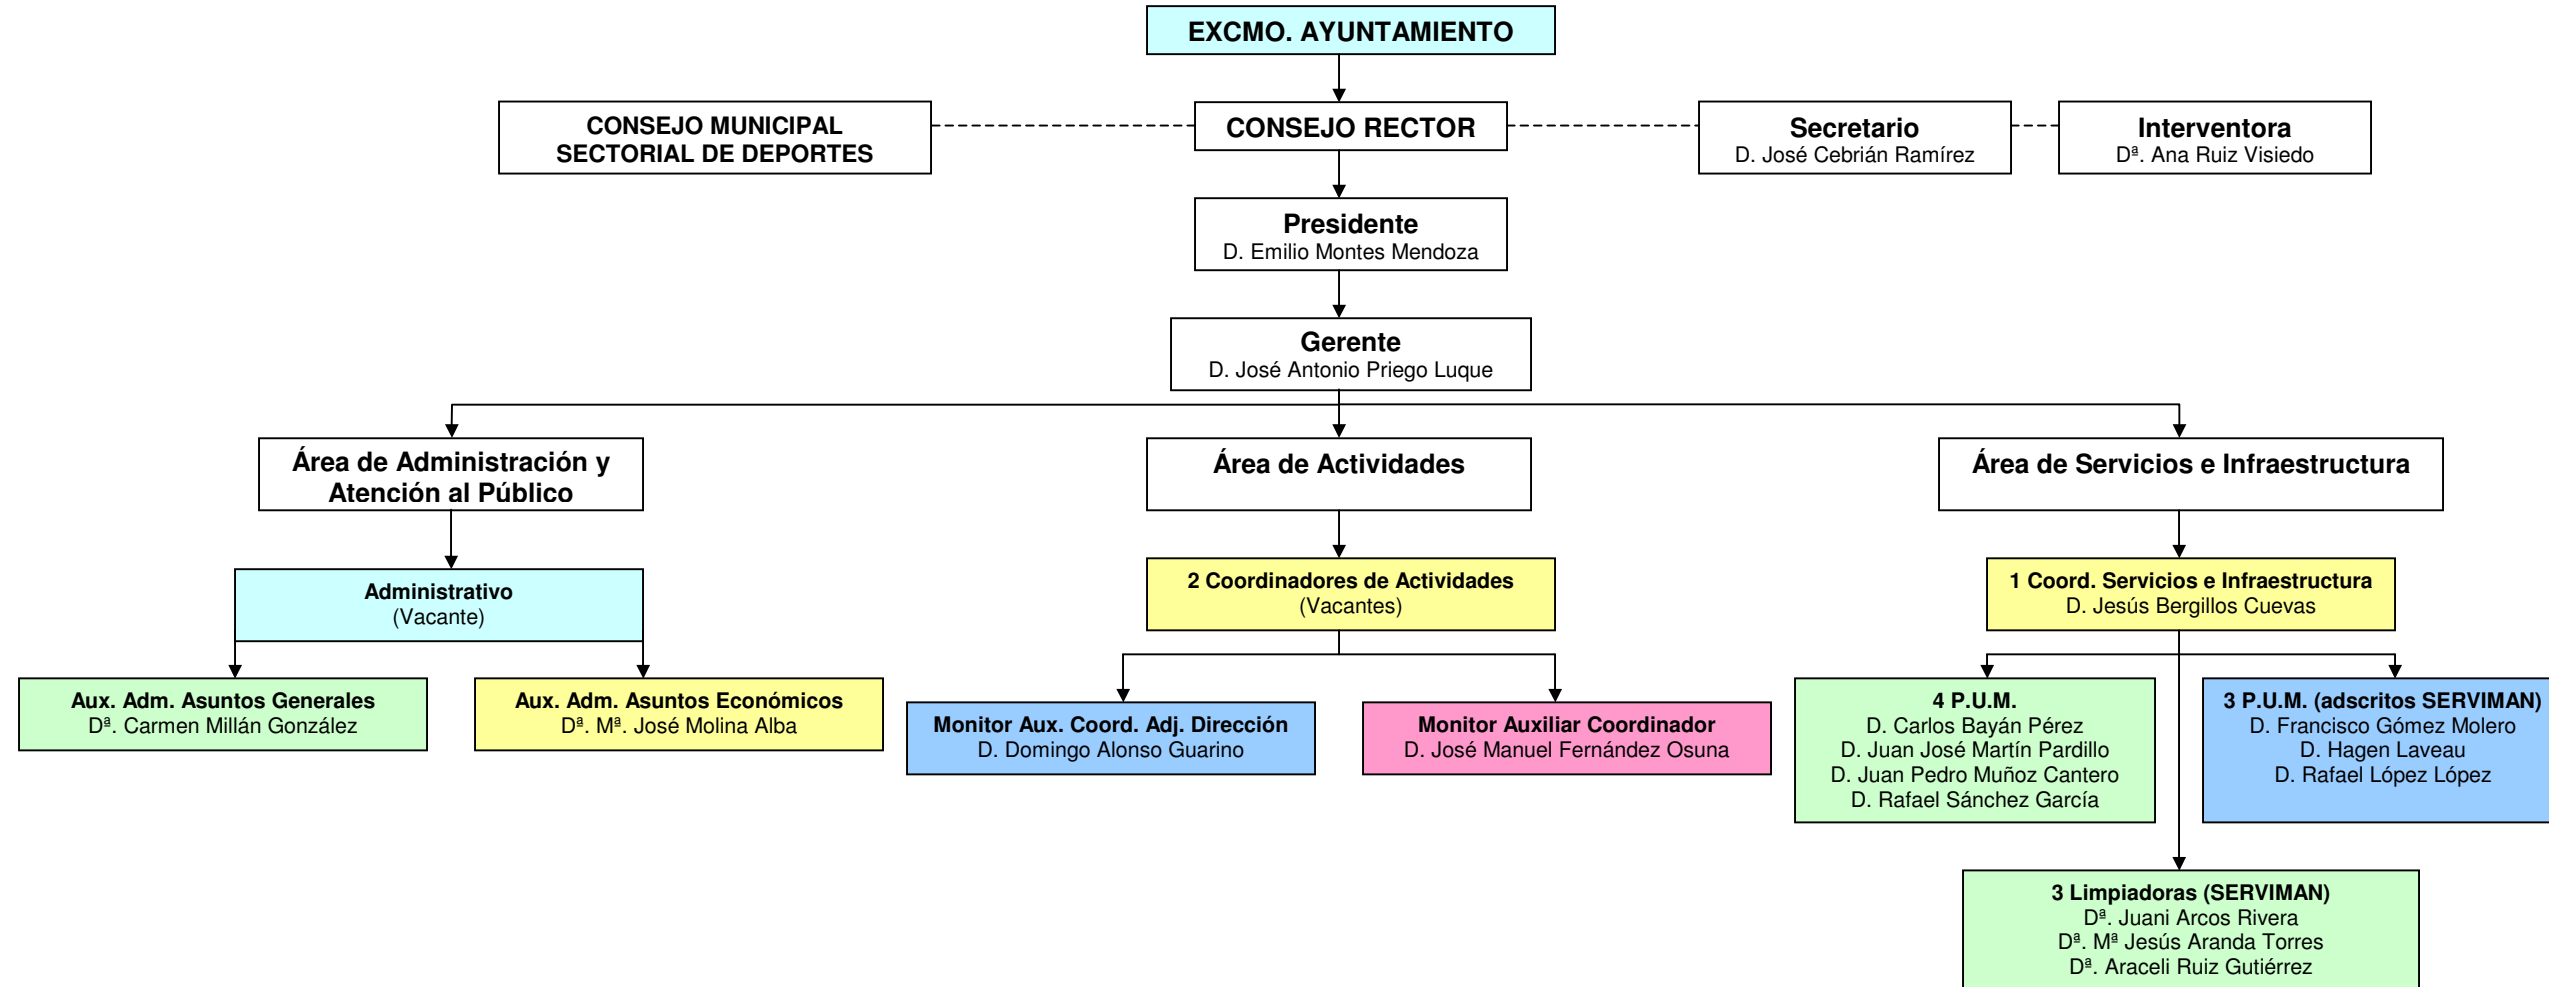 EXCMO. AYUNTAMIENTO
CONSEJO MUNICIPAL
SECTORIAL DE DEPORTES
CONSEJO RECTOR
Secretario
D. José Cebrián Ramírez
Interventora
Dª. Ana Ruiz Visiedo
Presidente
D. Emilio Montes Mendoza
Gerente
D. José Antonio Priego Luque
Área de Administración y
Atención al Público
Área de Actividades
Área de Servicios e Infraestructura
Administrativo
(Vacante)
2 Coordinadores de Actividades
(Vacantes)
1 Coord. Servicios e Infraestructura
D. Jesús Bergillos Cuevas
Aux. Adm. Asuntos Generales
Dª. Carmen Millán González
Aux. Adm. Asuntos Económicos
Dª. Mª. José Molina Alba
Monitor Aux. Coord. Adj. Dirección
D. Domingo Alonso Guarino
Monitor Auxiliar Coordinador
D. José Manuel Fernández Osuna
4 P.U.M.
D. Carlos Bayán Pérez
D. Juan José Martín Pardillo
D. Juan Pedro Muñoz Cantero
D. Rafael Sánchez García
3 P.U.M. (adscritos SERVIMAN)
D. Francisco Gómez Molero
D. Hagen Laveau
D. Rafael López López
3 Limpiadoras (SERVIMAN)
Dª. Juani Arcos Rivera
Dª. Mª Jesús Aranda Torres
Dª. Araceli Ruiz Gutiérrez